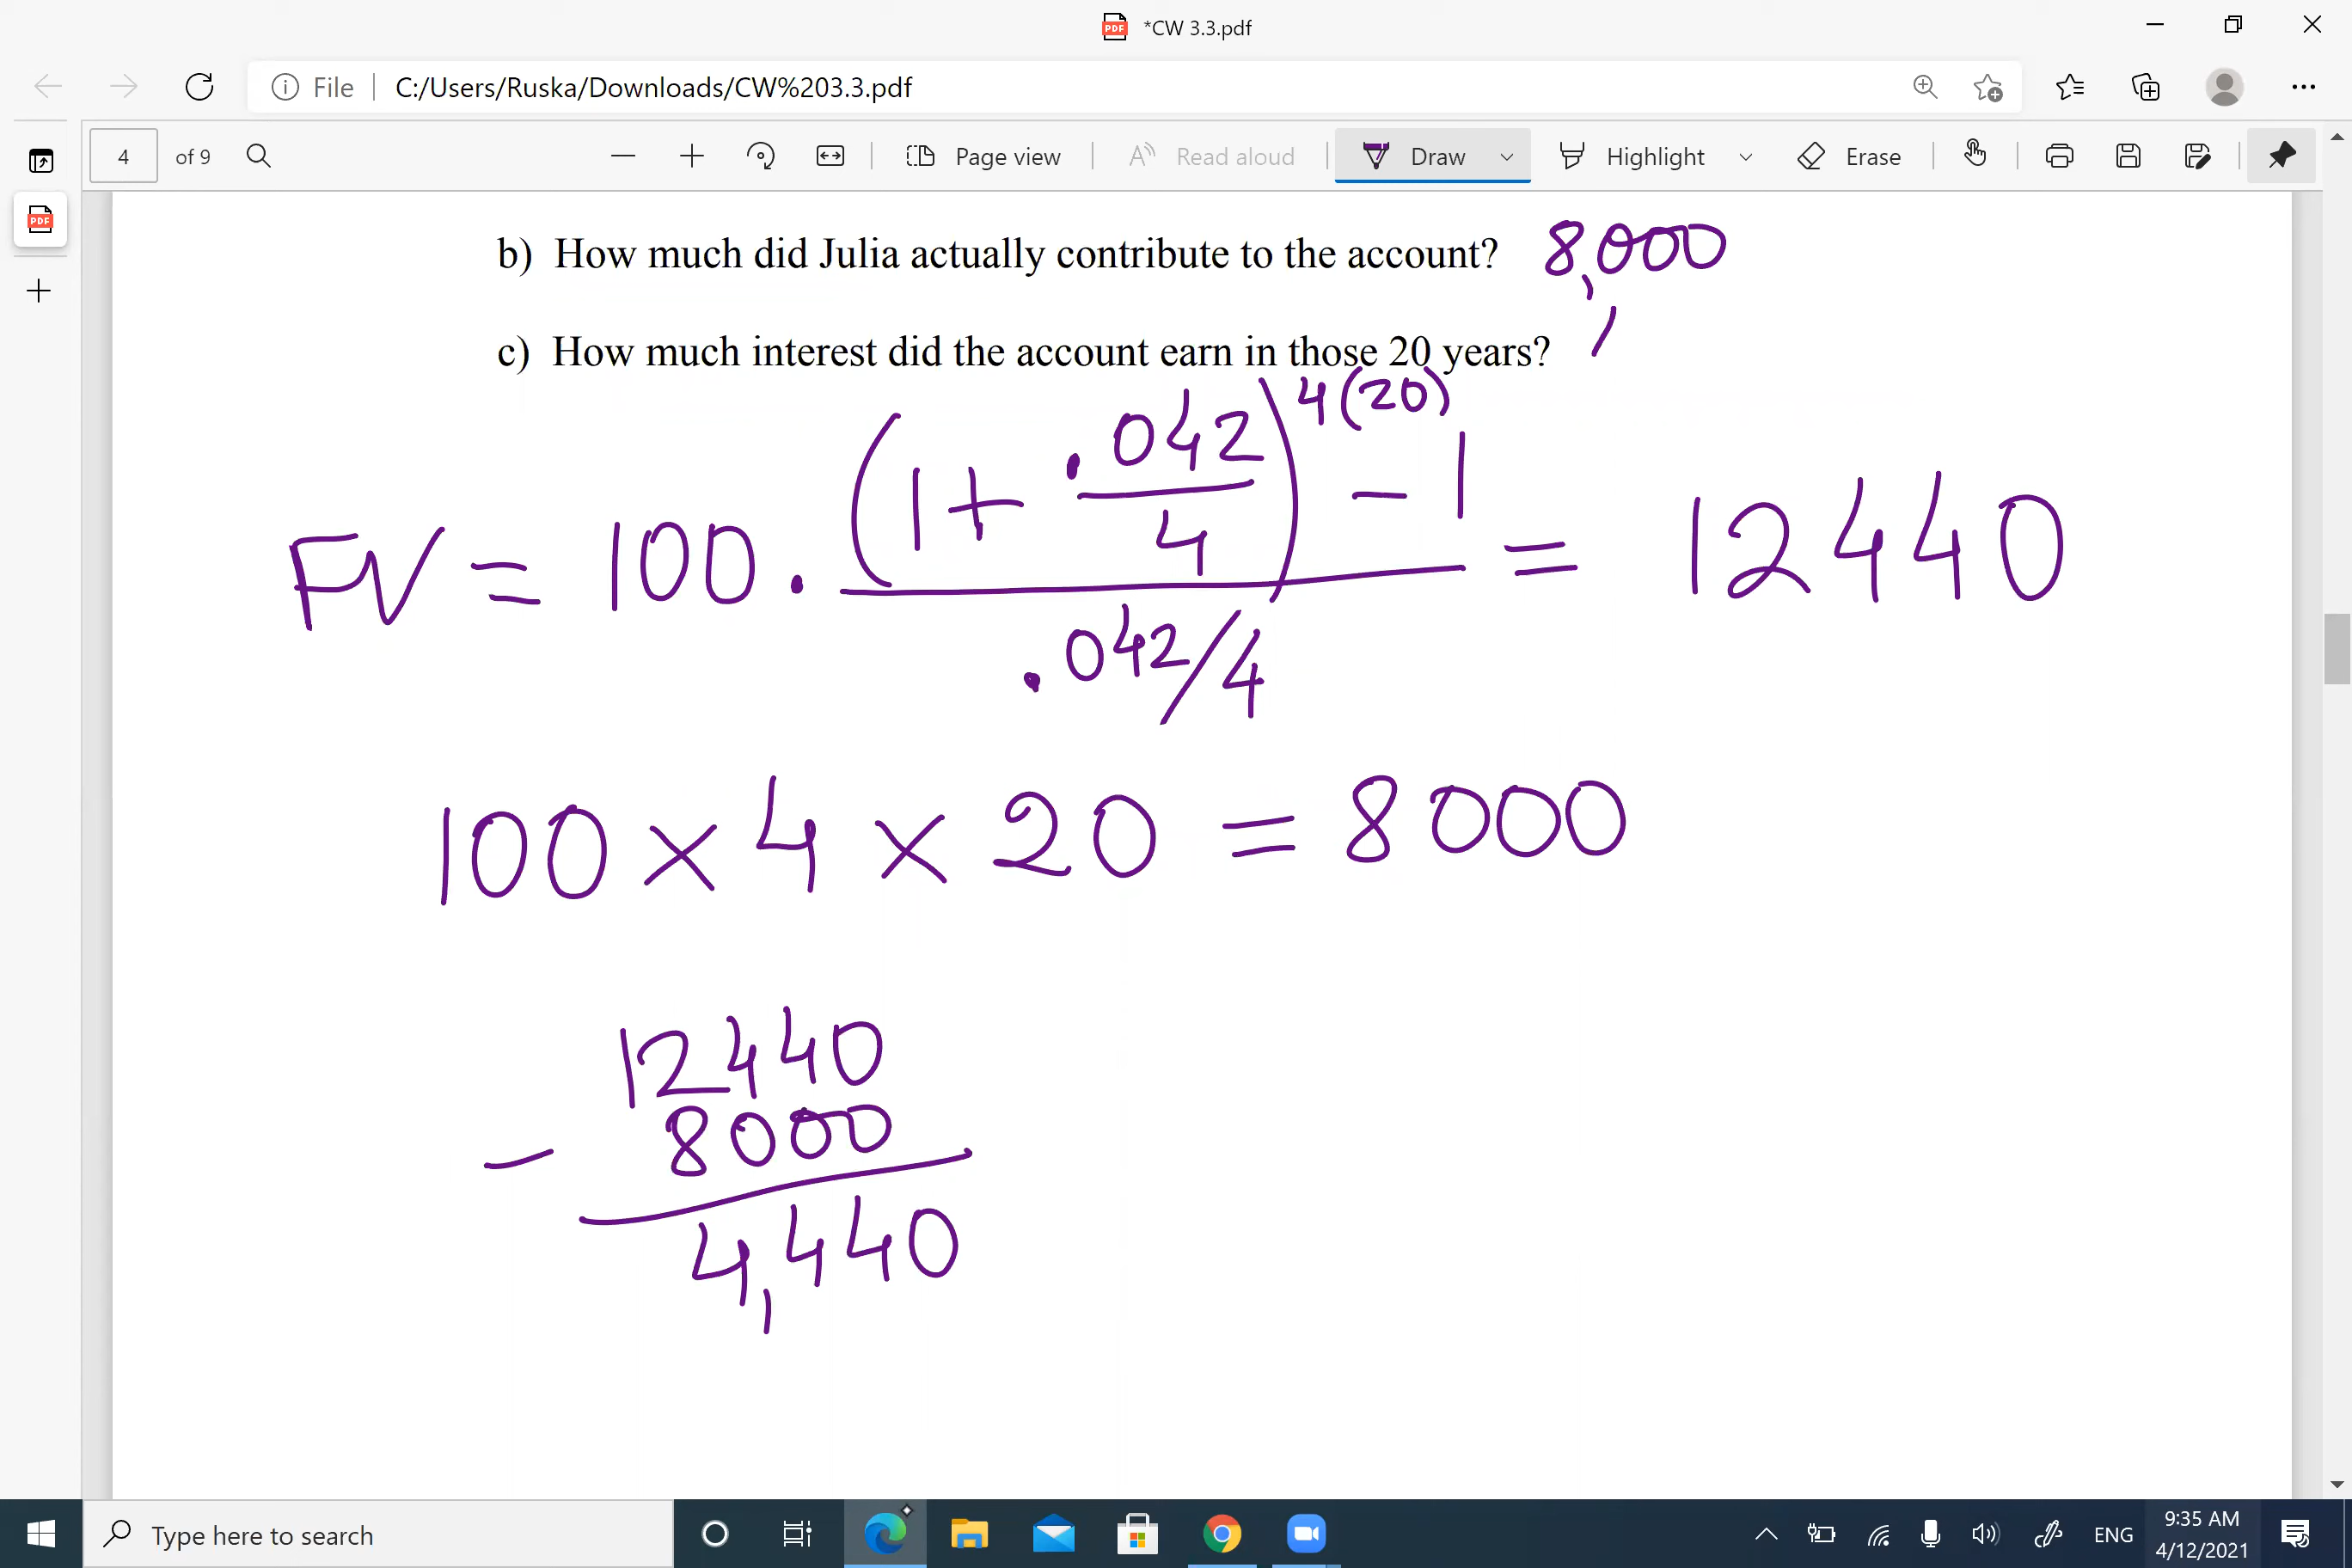 *CW 3.3.pdf
File C:/Users/Ruska/Downloads/CW%203.3.pdf
4 of 9 Page view Read aloud Draw Highlight Erase
b) How much did Julia actually contribute to the account? 8,000
c) How much interest did the account earn in those 20 years?
FV = 100 . (1 + .042/4)^4(20) - 1 / .042/4 = 12440
100 x 4 x 20 = 8000
12440
- 8000
4,440
Type here to search ENG 9:35 AM
4/12/2021